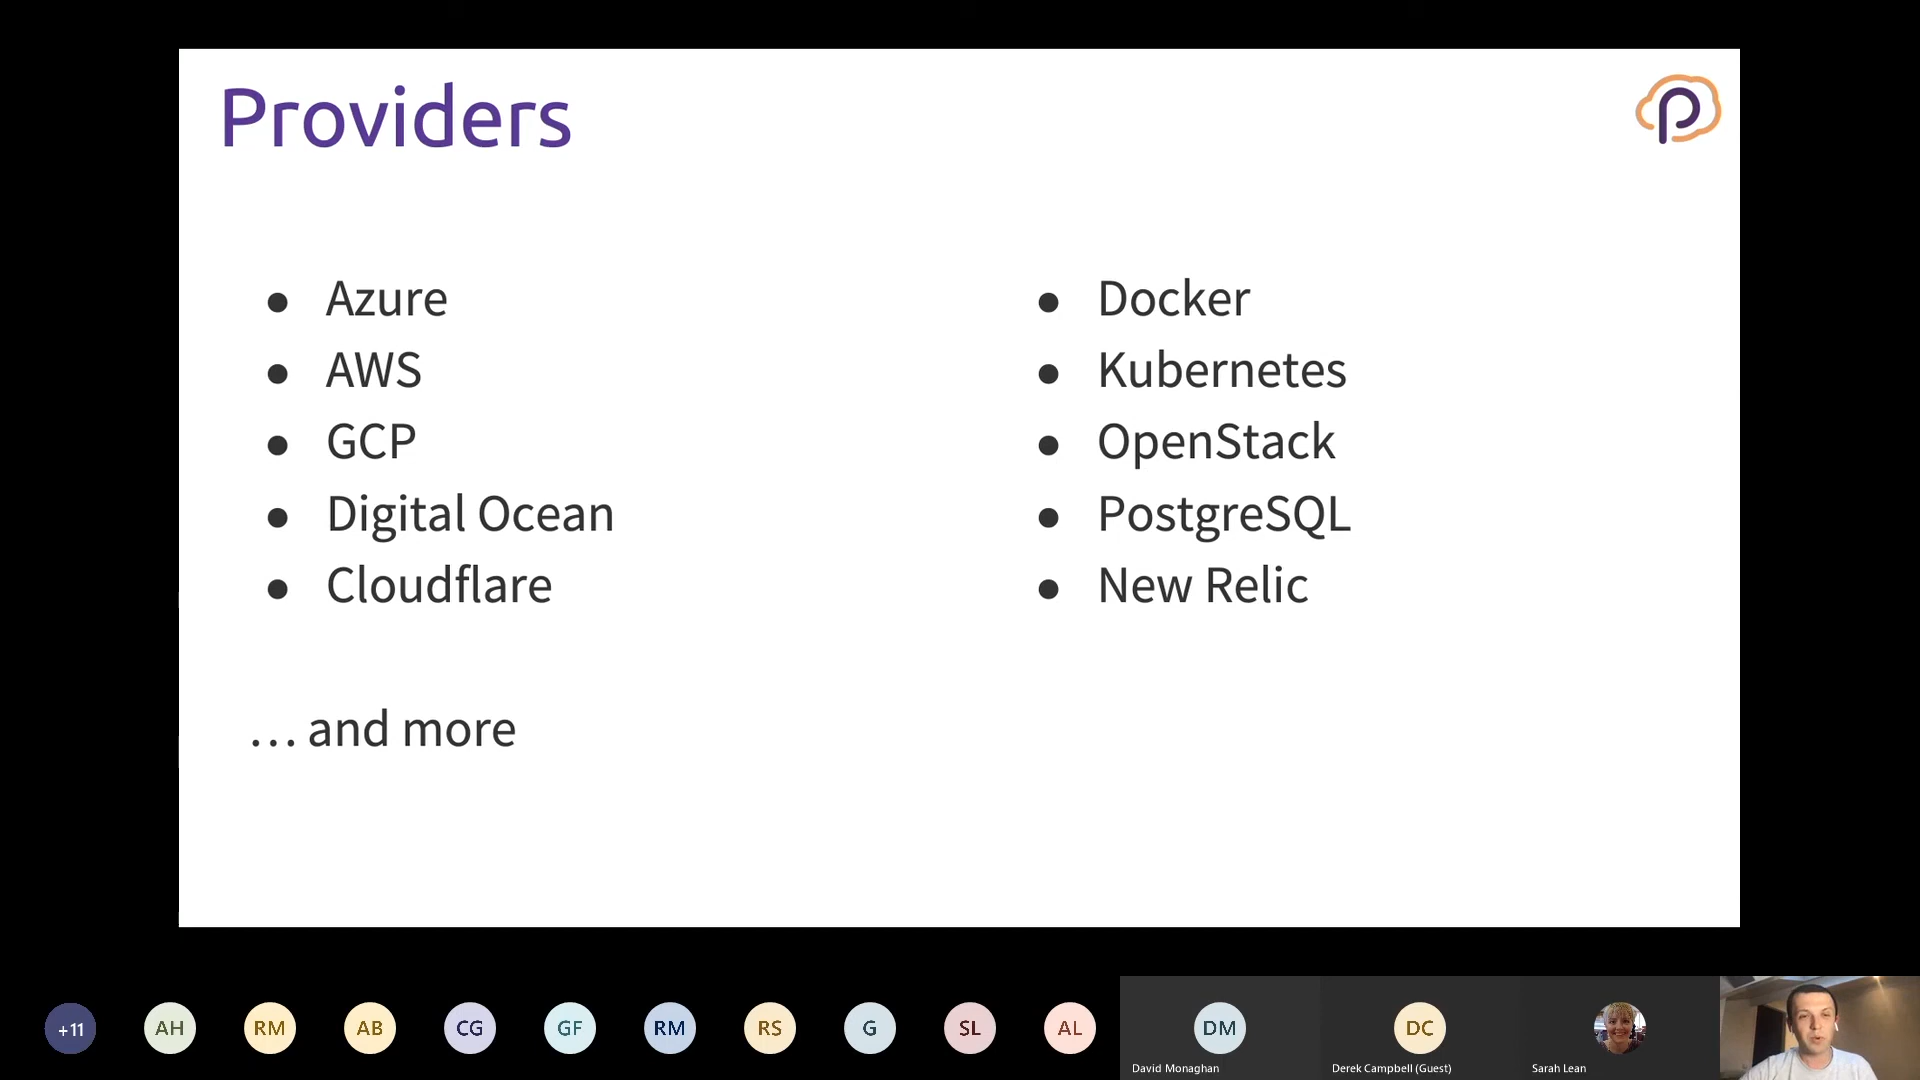 Providers
● Azure
● AWS
● GCP
● Digital Ocean
● Cloudflare
● Docker
● Kubernetes
● OpenStack
● PostgreSQL
● New Relic
… and more
+11
AH
RM
AB
CG
GF
RM
RS
G
SL
AL
DM
David Monaghan
DC
Derek Campbell (Guest)
Sarah Lean